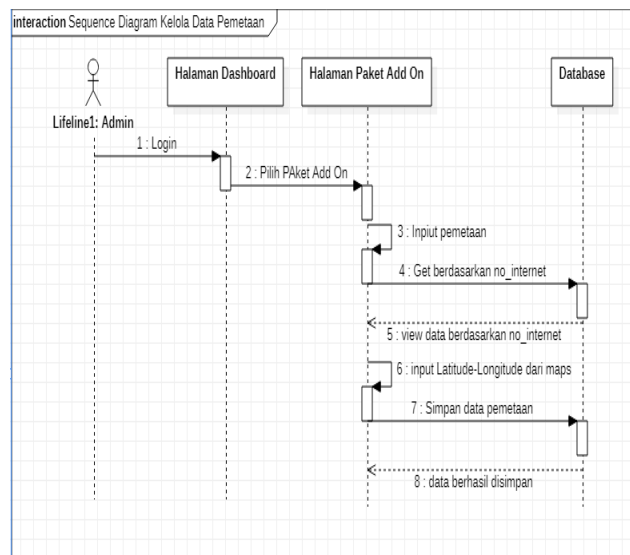 interaction Sequence Diagram Kelola Data Pemetaan
Halaman Dashboard
Halaman Paket Add On
Database
Lifeline1: Admin
1 : Login
2 : Pilih PAket Add On
3 : Inpiut pemetaan
4 : Get berdasarkan no_internet
5 : view data berdasarkan no_internet
6 : input Latitude-Longitude dari maps
7 : Simpan data pemetaan
8 : data berhasil disimpan